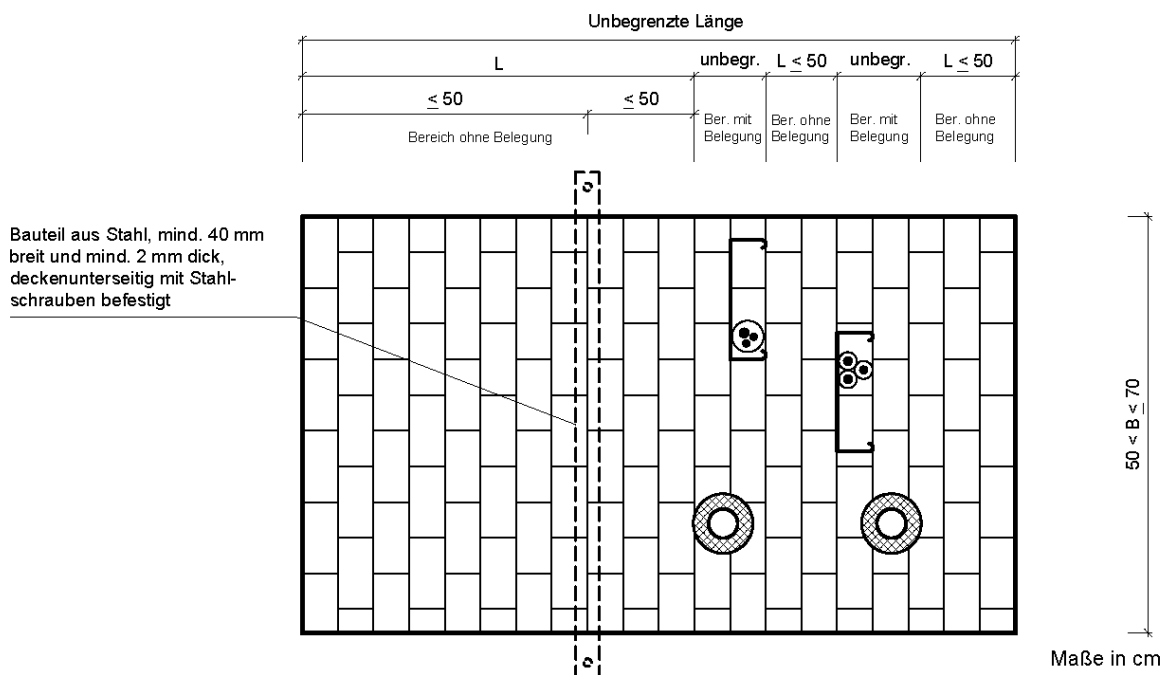 Unbegrenzte Länge
L
unbegr.
L ≤ 50
unbegr.
L ≤ 50
≤ 50
≤ 50
Bereich ohne Belegung
Ber. mit
Belegung
Ber. ohne
Belegung
Ber. mit
Belegung
Ber. ohne
Belegung
Bauteil aus Stahl, mind. 40 mm
breit und mind. 2 mm dick,
deckenunterseitig mit Stahl-
schrauben befestigt
50 < B ≤ 70
Maße in cm